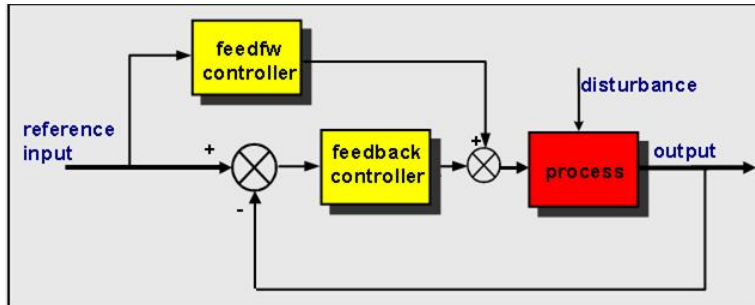 feedfw
controller
disturbance
reference
input
+
feedback
controller
+
process
output
-